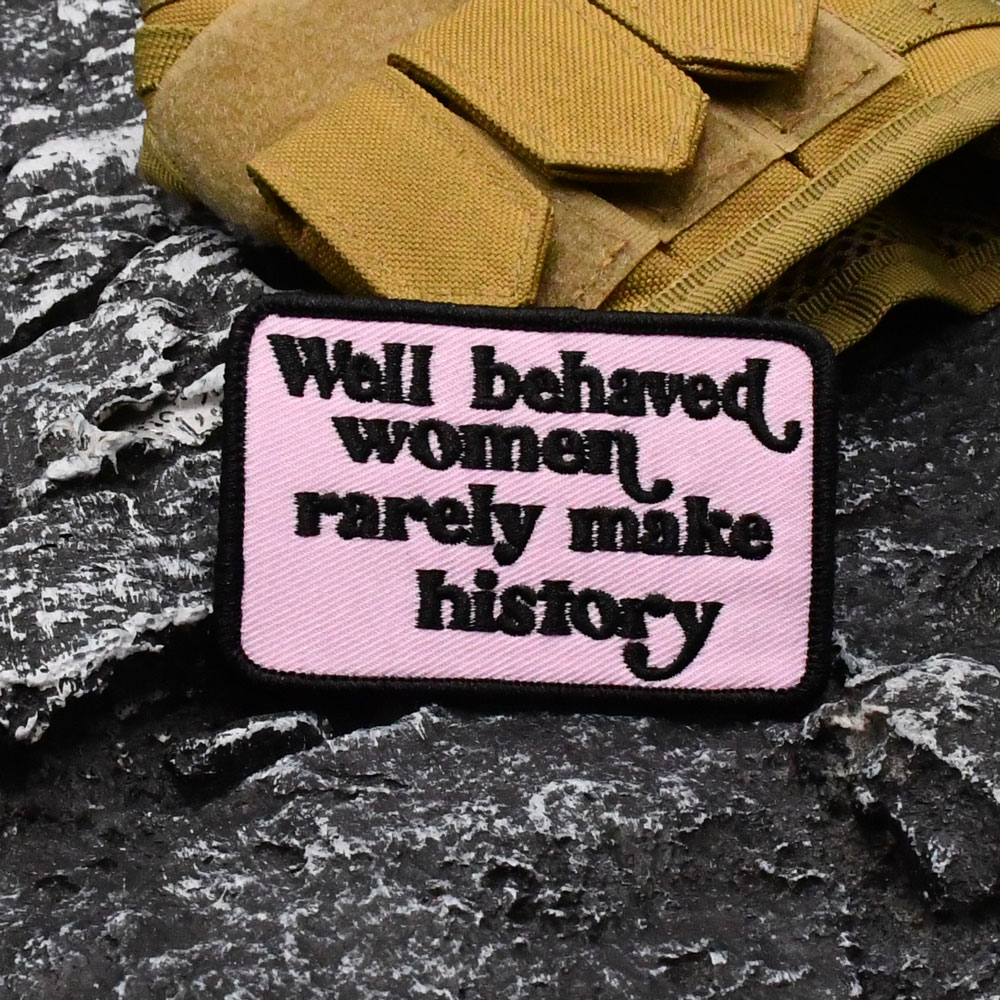 Well behaved
women
rarely make
history